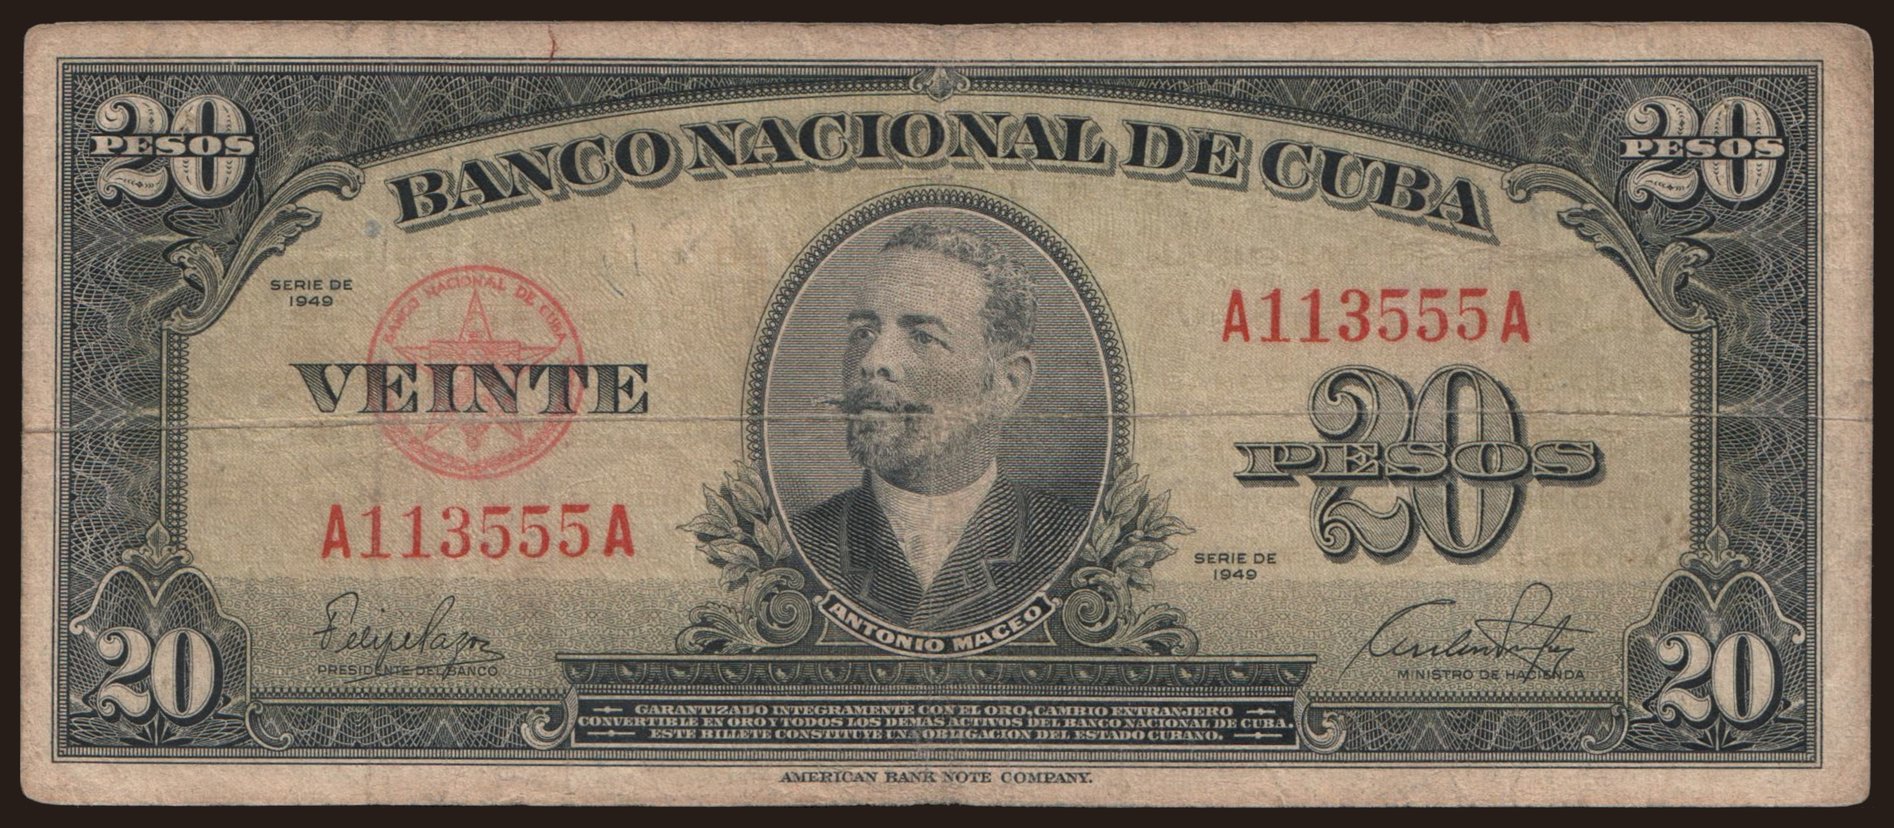 20 PESOS
BANCO NACIONAL DE CUBA
20 PESOS
SERIE DE
1949
BANCO NACIONAL DE CUBA
VEINTE
A113555A
A113555A
20
PESOS
SERIE DE
1949
ANTONIO MACEO
Felipe Pazos
PRESIDENTE DEL BANCO
MINISTRO DE HACIENDA
20
20
GARANTIZADO INTEGRAMENTE CON EL ORO, CAMBIO EXTRANJERO
CONVERTIBLE EN ORO Y TODOS LOS DEMAS ACTIVOS DEL BANCO NACIONAL DE CUBA.
ESTE BILLETE CONSTITUYE UNA OBLIGACION DEL ESTADO CUBANO.
AMERICAN BANK NOTE COMPANY.